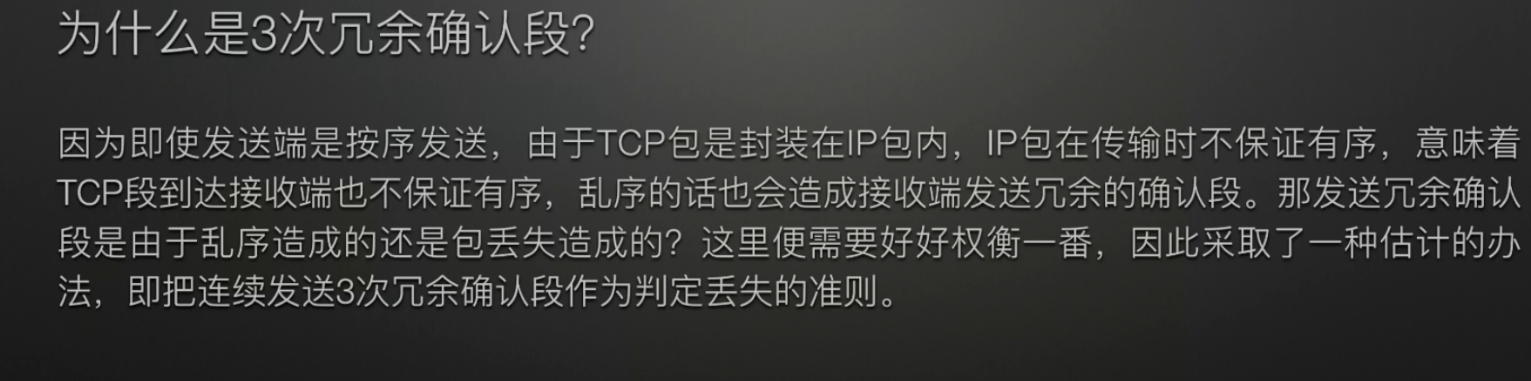 为什么是3次冗余确认段？
因为即使发送端是按序发送，由于TCP包是封装在IP包内，IP包在传输时不保证有序，意味着
TCP段到达接收端也不保证有序，乱序的话也会造成接收端发送冗余的确认段。那发送冗余确认
段是由于乱序造成的还是包丢失造成的？这里便需要好好权衡一番，因此采取了一种估计的办
法，即把连续发送3次冗余确认段作为判定丢失的准则。